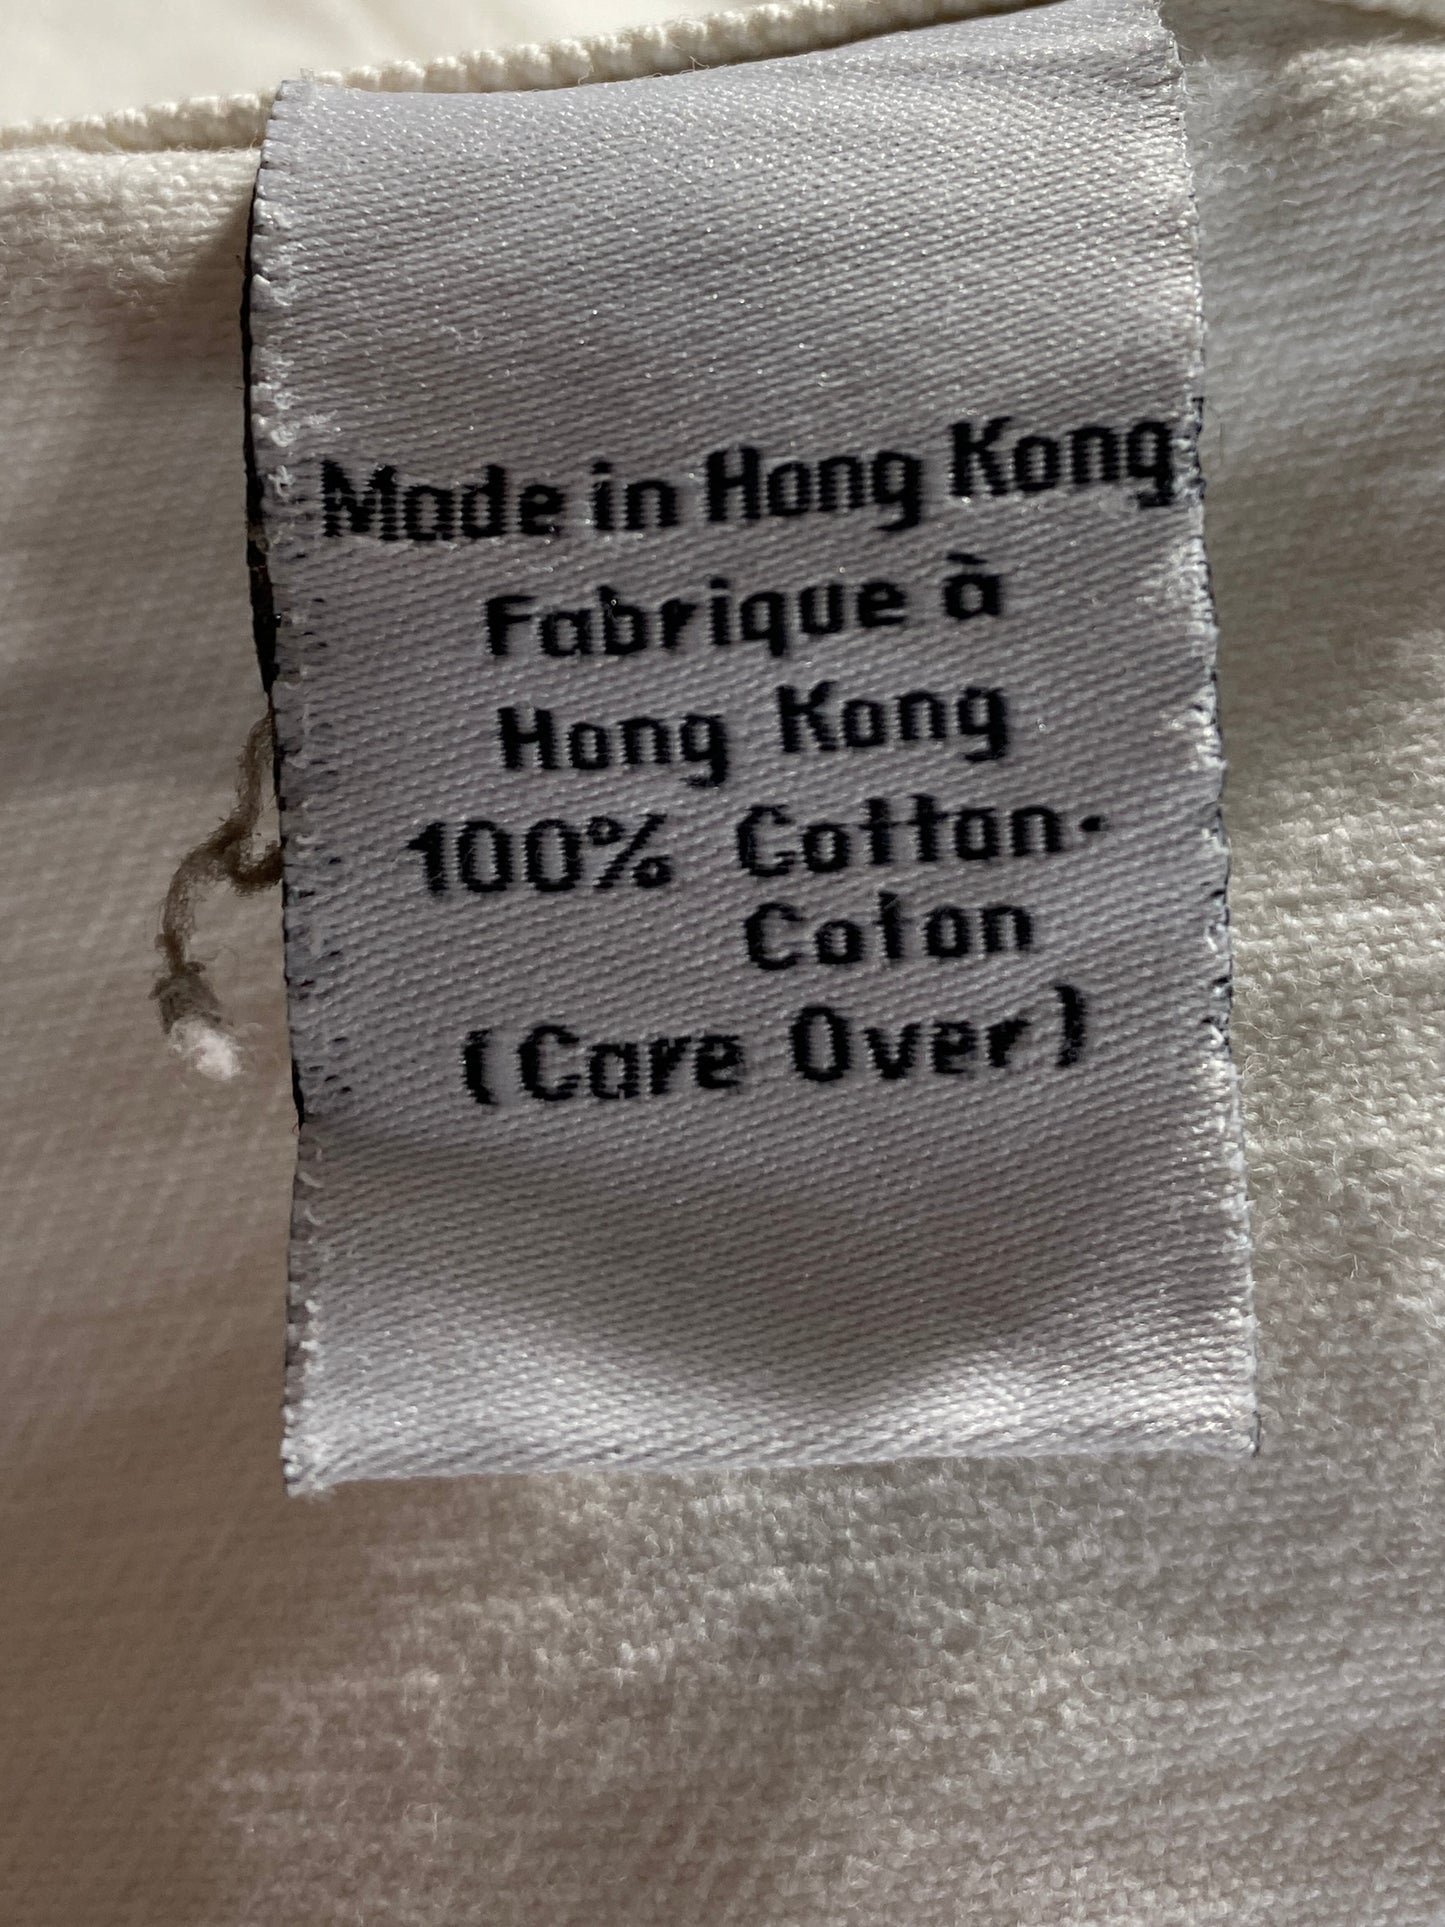 Made in Hong Kong
Fabrique à
Hong Kong
100% Cotton·
Coton
(Care Over)